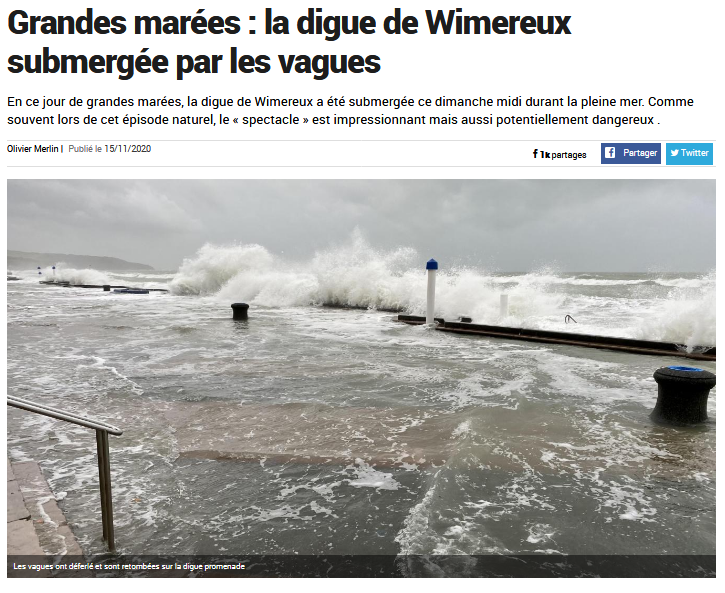 Grandes marées : la digue de Wimereux
submergée par les vagues
En ce jour de grandes marées, la digue de Wimereux a été submergée ce dimanche midi durant la pleine mer. Comme
souvent lors de cet épisode naturel, le « spectacle » est impressionnant mais aussi potentiellement dangereux .
Olivier Merlin | Publié le 15/11/2020
1k partages
Partager
Twitter
Les vagues ont déferlé et sont retombées sur la digue promenade